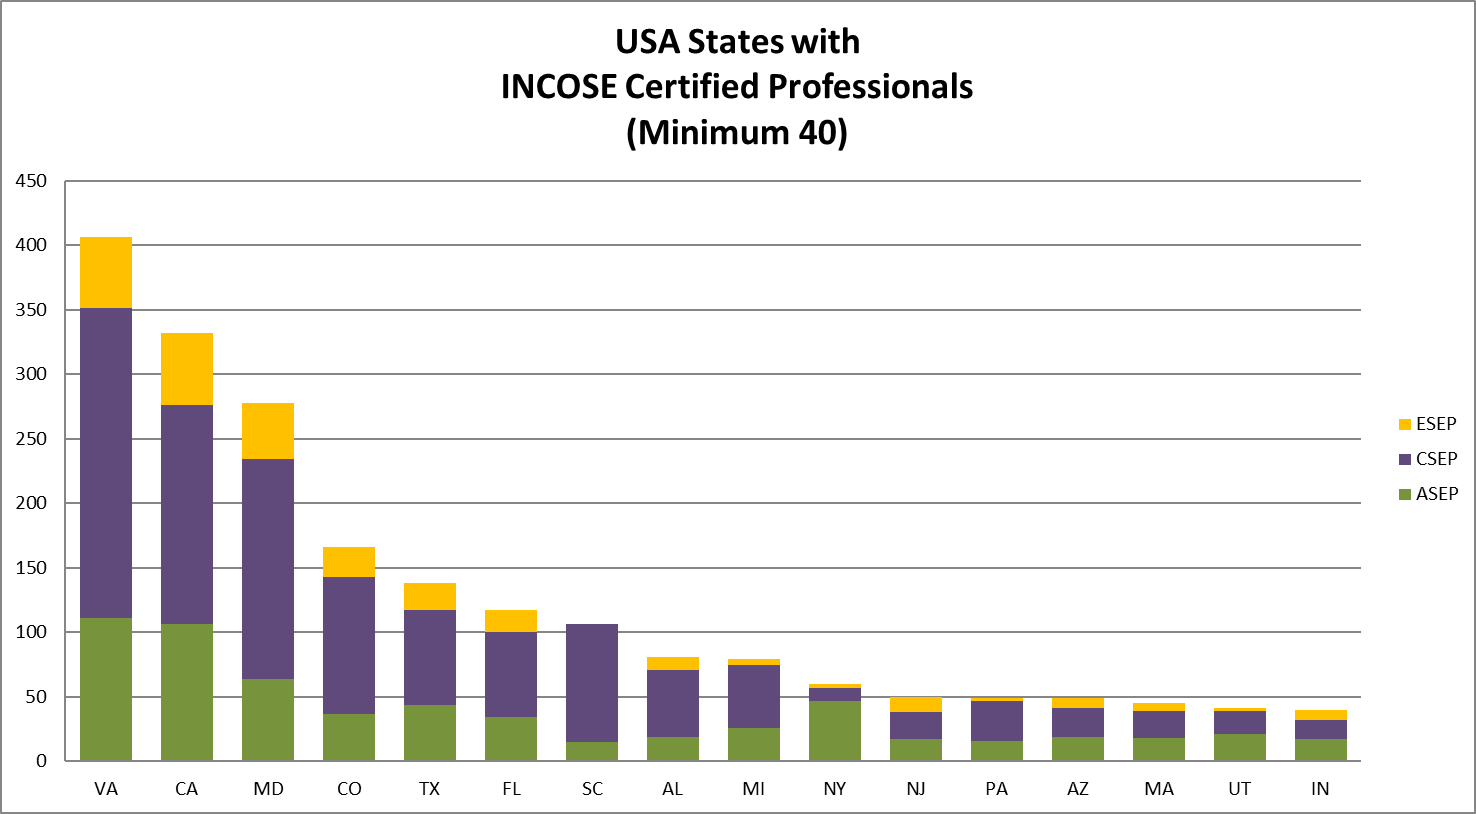 USA States with
INCOSE Certified Professionals
(Minimum 40)
450
400
350
300
250
200
150
100
50
0
VA CA MD CO TX FL SC AL MI NY NJ PA AZ MA UT IN
ESEP
CSEP
ASEP